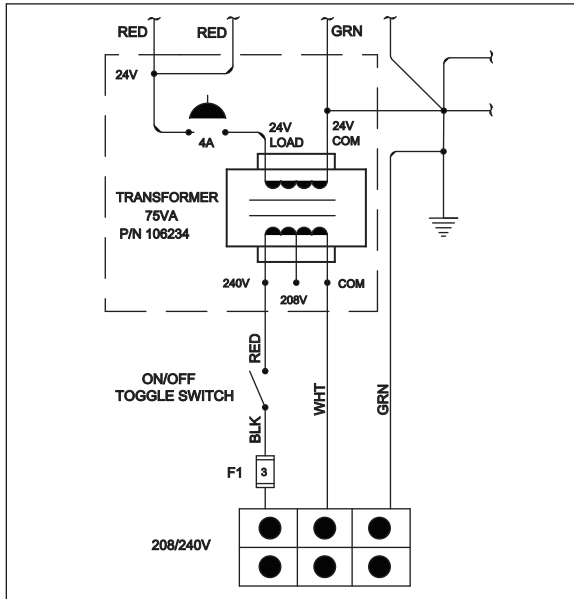 RED
RED
GRN
24V
4A
24V
LOAD
24V
COM
TRANSFORMER
75VA
P/N 106234
240V
208V
COM
RED
ON/OFF
TOGGLE SWITCH
WHT
GRN
BLK
F1
3
208/240V